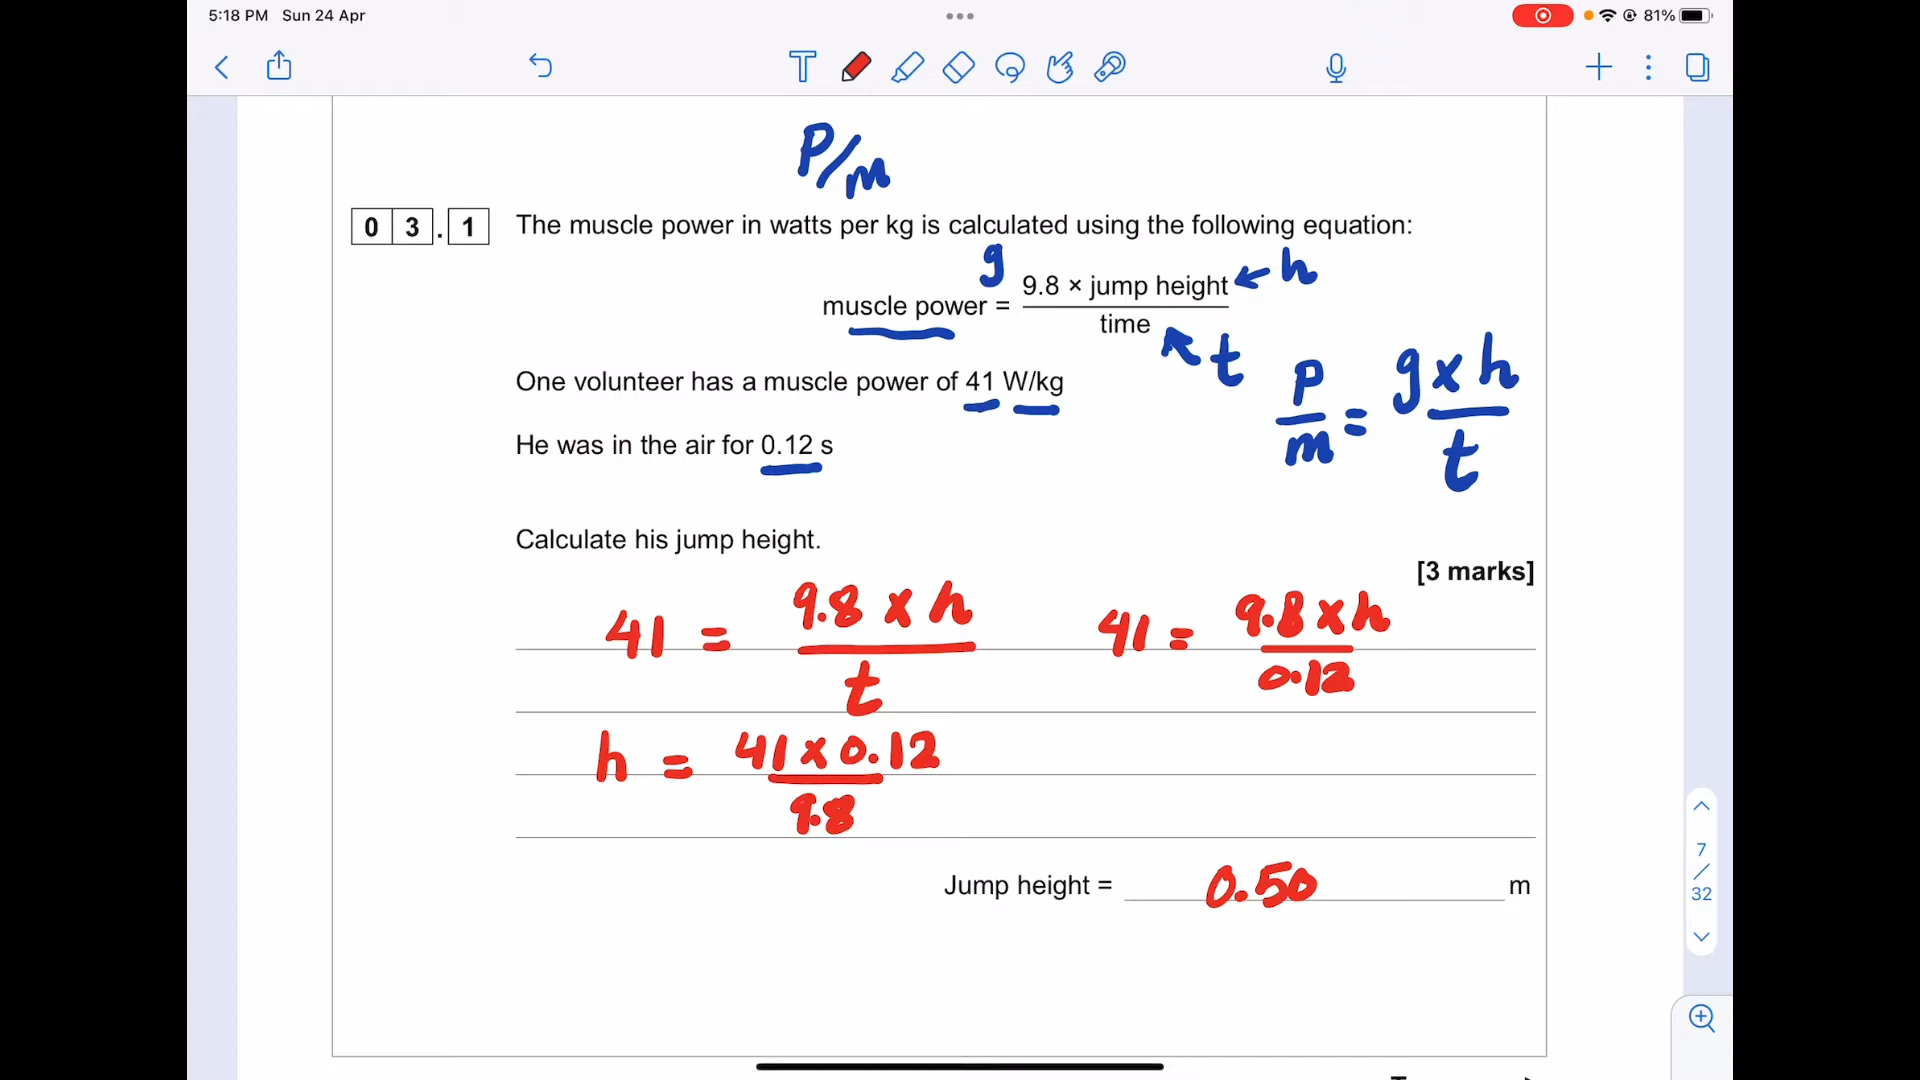 5:18 PM Sun 24 Apr
81%
T
P/m
03.1 The muscle power in watts per kg is calculated using the following equation:
g
9.8 × jump height ← h
muscle power =
time
t
One volunteer has a muscle power of 41 W/kg
P/m = g x h/t
He was in the air for 0.12 s
Calculate his jump height.
[3 marks]
41 = 9.8 x h/t
41 = 9.8 x h/0.12
h = 41 x 0.12/9.8
7
/
32
Jump height = 0.50 m